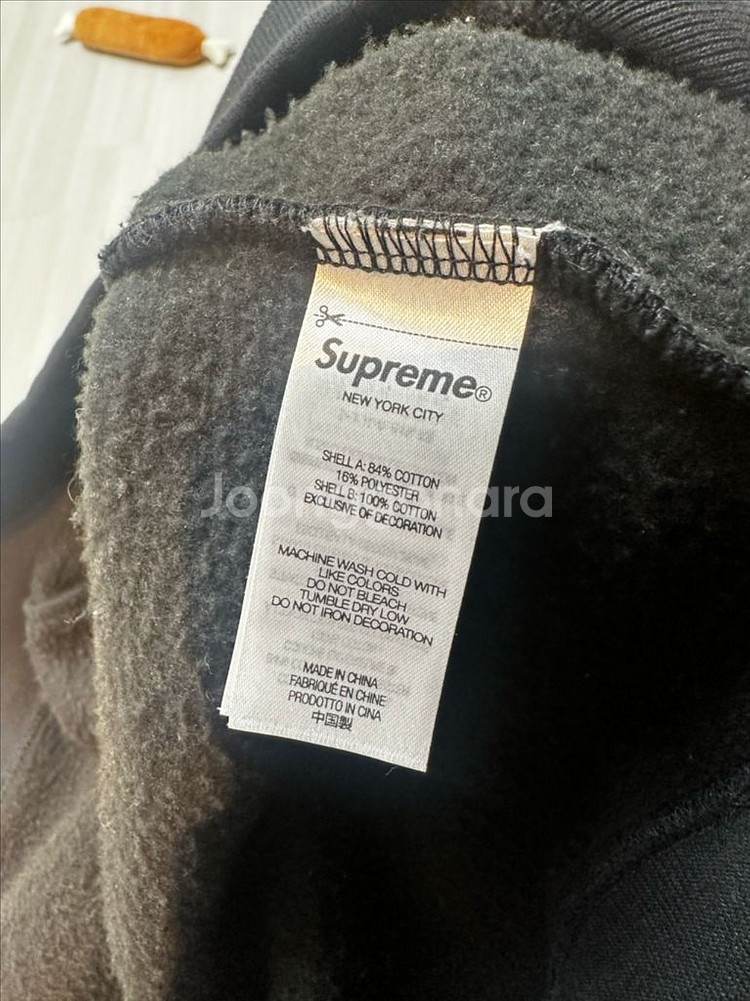 Supreme®
NEW YORK CITY
SHELL A: 84% COTTON
16% POLYESTER
SHELL B: 100% COTTON
EXCLUSIVE OF DECORATION
MACHINE WASH COLD WITH
LIKE COLORS
DO NOT BLEACH
TUMBLE DRY LOW
DO NOT IRON DECORATION
MADE IN CHINA
FABRIQUÉ EN CHINE
PRODOTTO IN CINA
中国製
Joonggonara